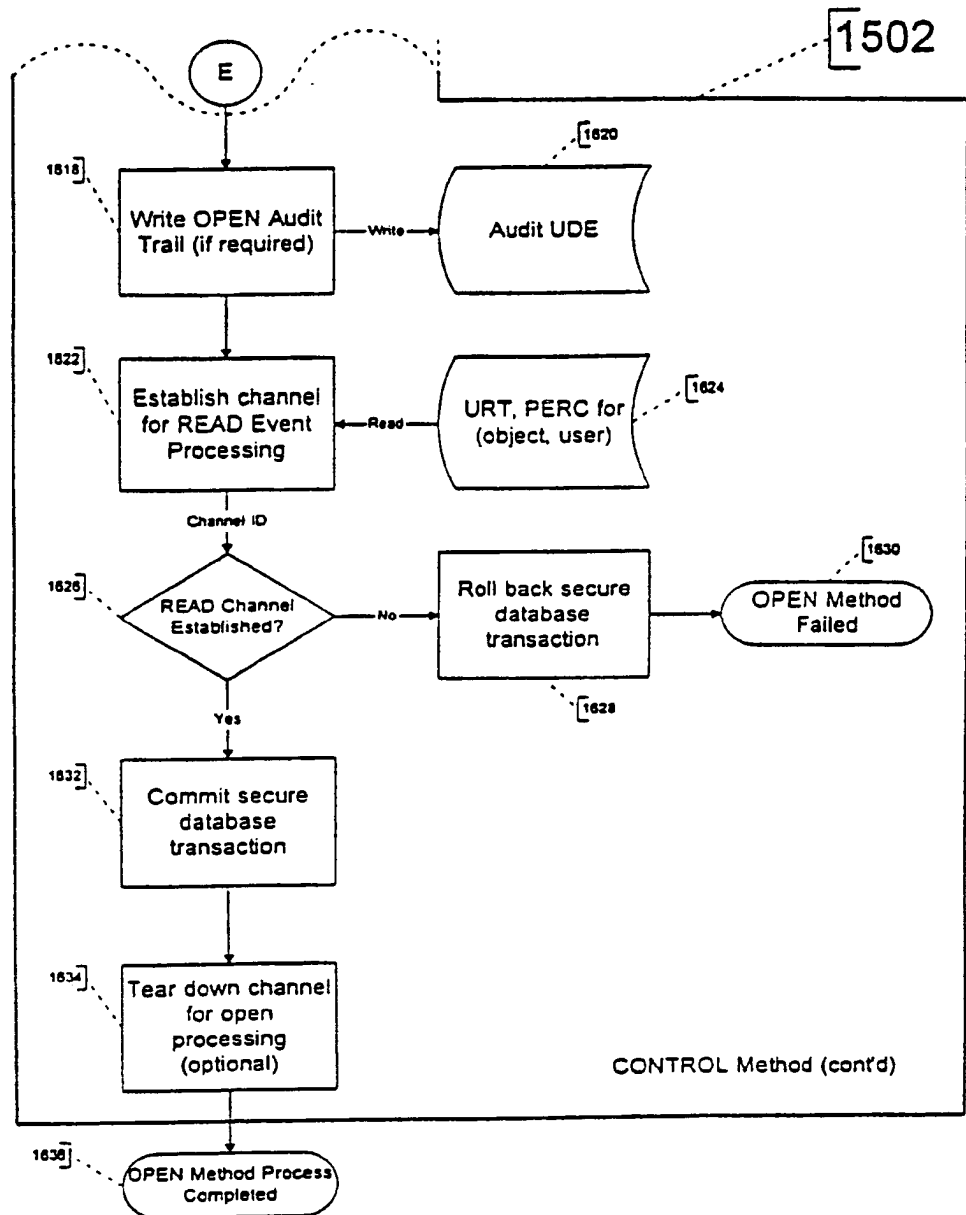 1502
E
1618
Write OPEN Audit
Trail (if required)
Write
1620
Audit UDE
1622
Establish channel
for READ Event
Processing
Read
URT, PERC for
(object, user)
1624
Channel ID
1626
READ Channel
Established?
No
Roll back secure
database
transaction
1628
1630
OPEN Method
Failed
Yes
1632
Commit secure
database
transaction
1634
Tear down channel
for open
processing
(optional)
CONTROL Method (cont'd)
1636
OPEN Method Process
Completed